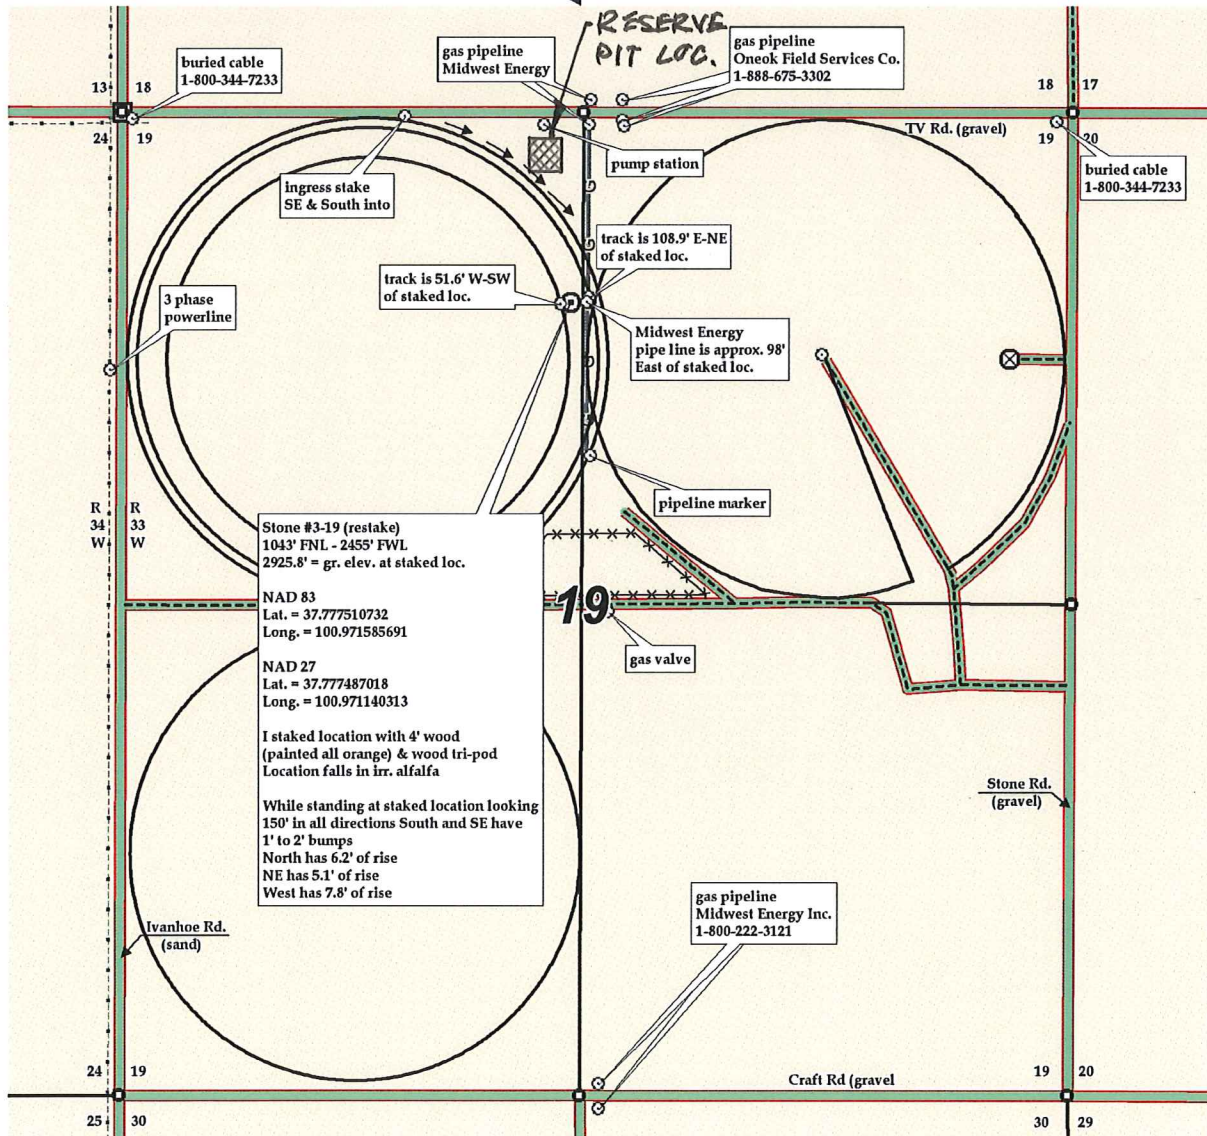 RESERVE
PIT LOC.
gas pipeline
Midwest Energy
gas pipeline
Oneok Field Services Co.
1-888-675-3302
buried cable
1-800-344-7233
13 18
24 19
18 17
19 20
TV Rd. (gravel)
pump station
buried cable
1-800-344-7233
ingress stake
SE & South into
G
G
track is 108.9' E-NE
of staked loc.
track is 51.6' W-SW
of staked loc.
3 phase
powerline
Midwest Energy
pipe line is approx. 98'
East of staked loc.
G
G
pipeline marker
R
34
W
R
33
W
Stone #3-19 (restake)
1043' FNL - 2455' FWL
2925.8' = gr. elev. at staked loc.
NAD 83
Lat. = 37.777510732
Long. = 100.971585691
NAD 27
Lat. = 37.777487018
Long. = 100.971140313
I staked location with 4' wood
(painted all orange) & wood tri-pod
Location falls in irr. alfalfa
While standing at staked location looking
150' in all directions South and SE have
1' to 2' bumps
North has 6.2' of rise
NE has 5.1' of rise
West has 7.8' of rise
19
gas valve
Stone Rd.
(gravel)
gas pipeline
Midwest Energy Inc.
1-800-222-3121
Ivanhoe Rd.
(sand)
Craft Rd (gravel
24 19
25 30
19 20
30 29